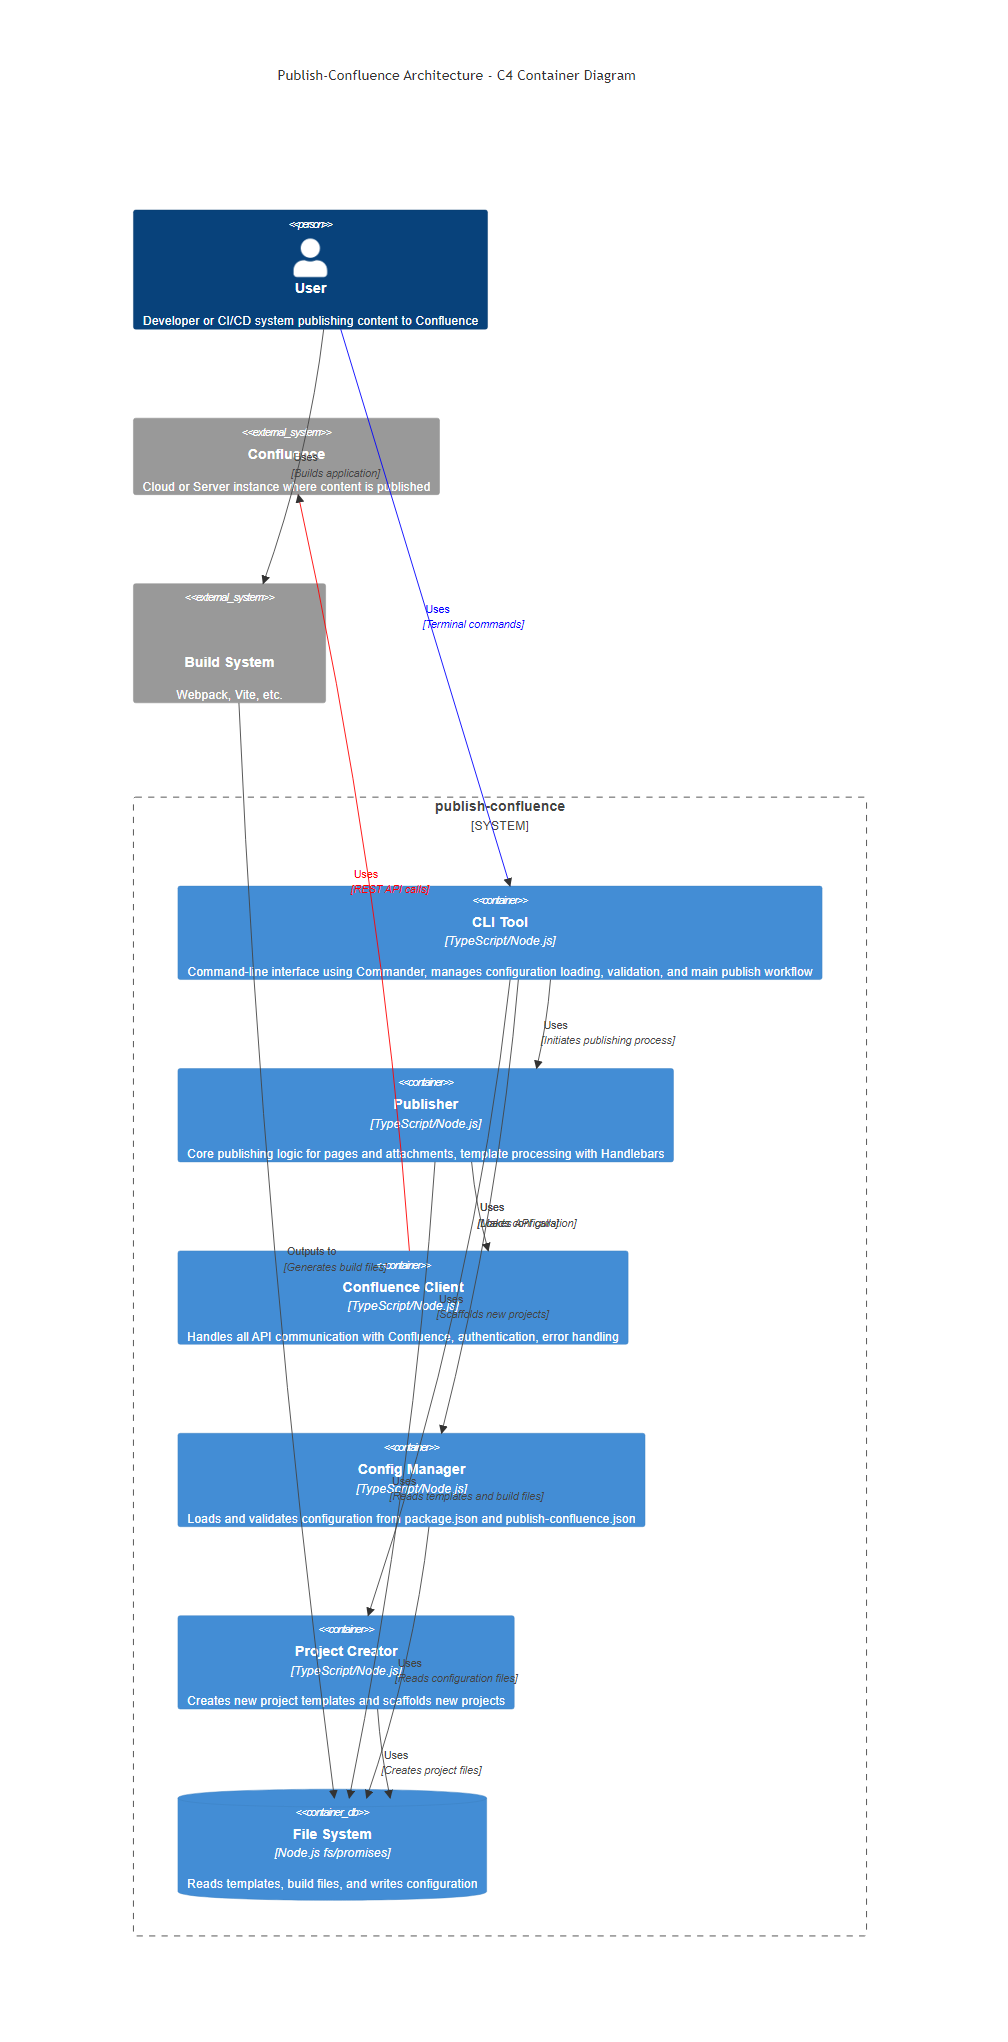 Publish-Confluence Architecture - C4 Container Diagram
<<person>>
User
Developer or CI/CD system publishing content to Confluence
<<external_system>>
Confluence
Uses
[Builds application]
Cloud or Server instance where content is published
<<external_system>>
Build System
Webpack, Vite, etc.
Uses
[Terminal commands]
publish-confluence
[SYSTEM]
Uses
[REST API calls]
<<container>>
CLI Tool
[TypeScript/Node.js]
Command-line interface using Commander, manages configuration loading, validation, and main publish workflow
Uses
[Initiates publishing process]
<<container>>
Publisher
[TypeScript/Node.js]
Core publishing logic for pages and attachments, template processing with Handlebars
Uses
[Makes API calls]
Uses
[Loads configuration]
Outputs to
[Generates build files]
<<container>>
Confluence Client
[TypeScript/Node.js]
Handles all API communication with Confluence, authentication, error handling
Uses
[Scaffolds new projects]
<<container>>
Config Manager
[TypeScript/Node.js]
Loads and validates configuration from package.json and publish-confluence.json
Uses
[Reads templates and build files]
<<container>>
Project Creator
[TypeScript/Node.js]
Creates new project templates and scaffolds new projects
Uses
[Reads configuration files]
Uses
[Creates project files]
<<container_db>>
File System
[Node.js fs/promises]
Reads templates, build files, and writes configuration